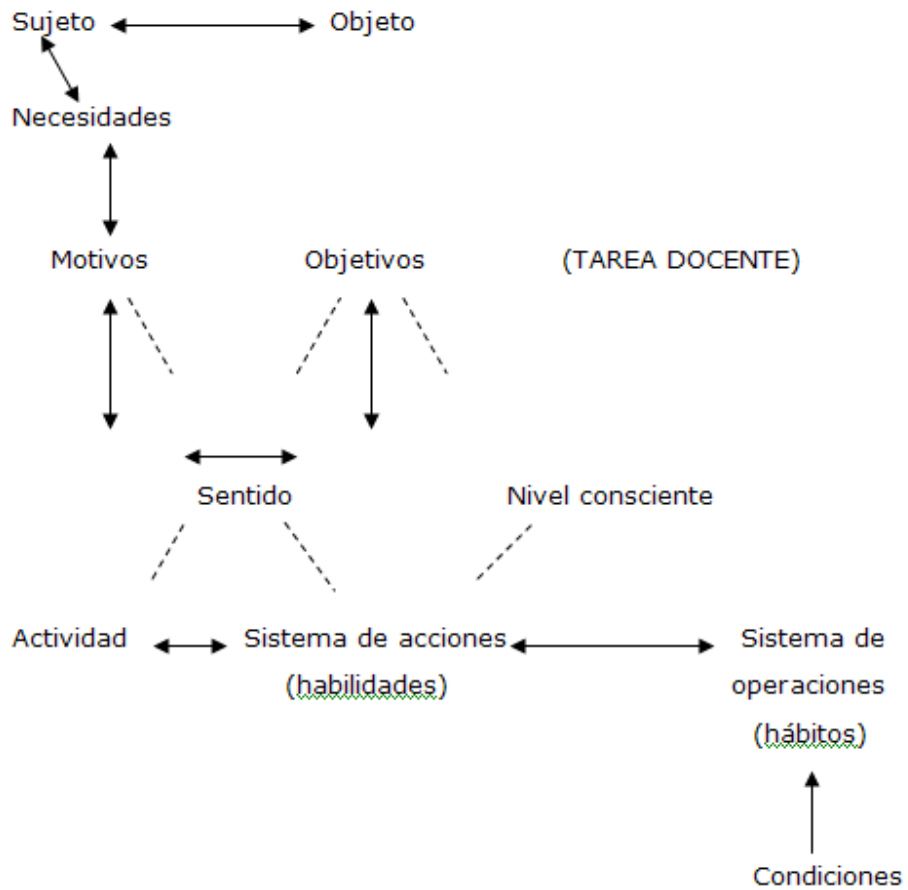 Sujeto Objeto
Necesidades
Motivos Objetivos (TAREA DOCENTE)
Sentido Nivel consciente
Actividad Sistema de acciones Sistema de
(habilidades) operaciones
(hábitos)
Condiciones